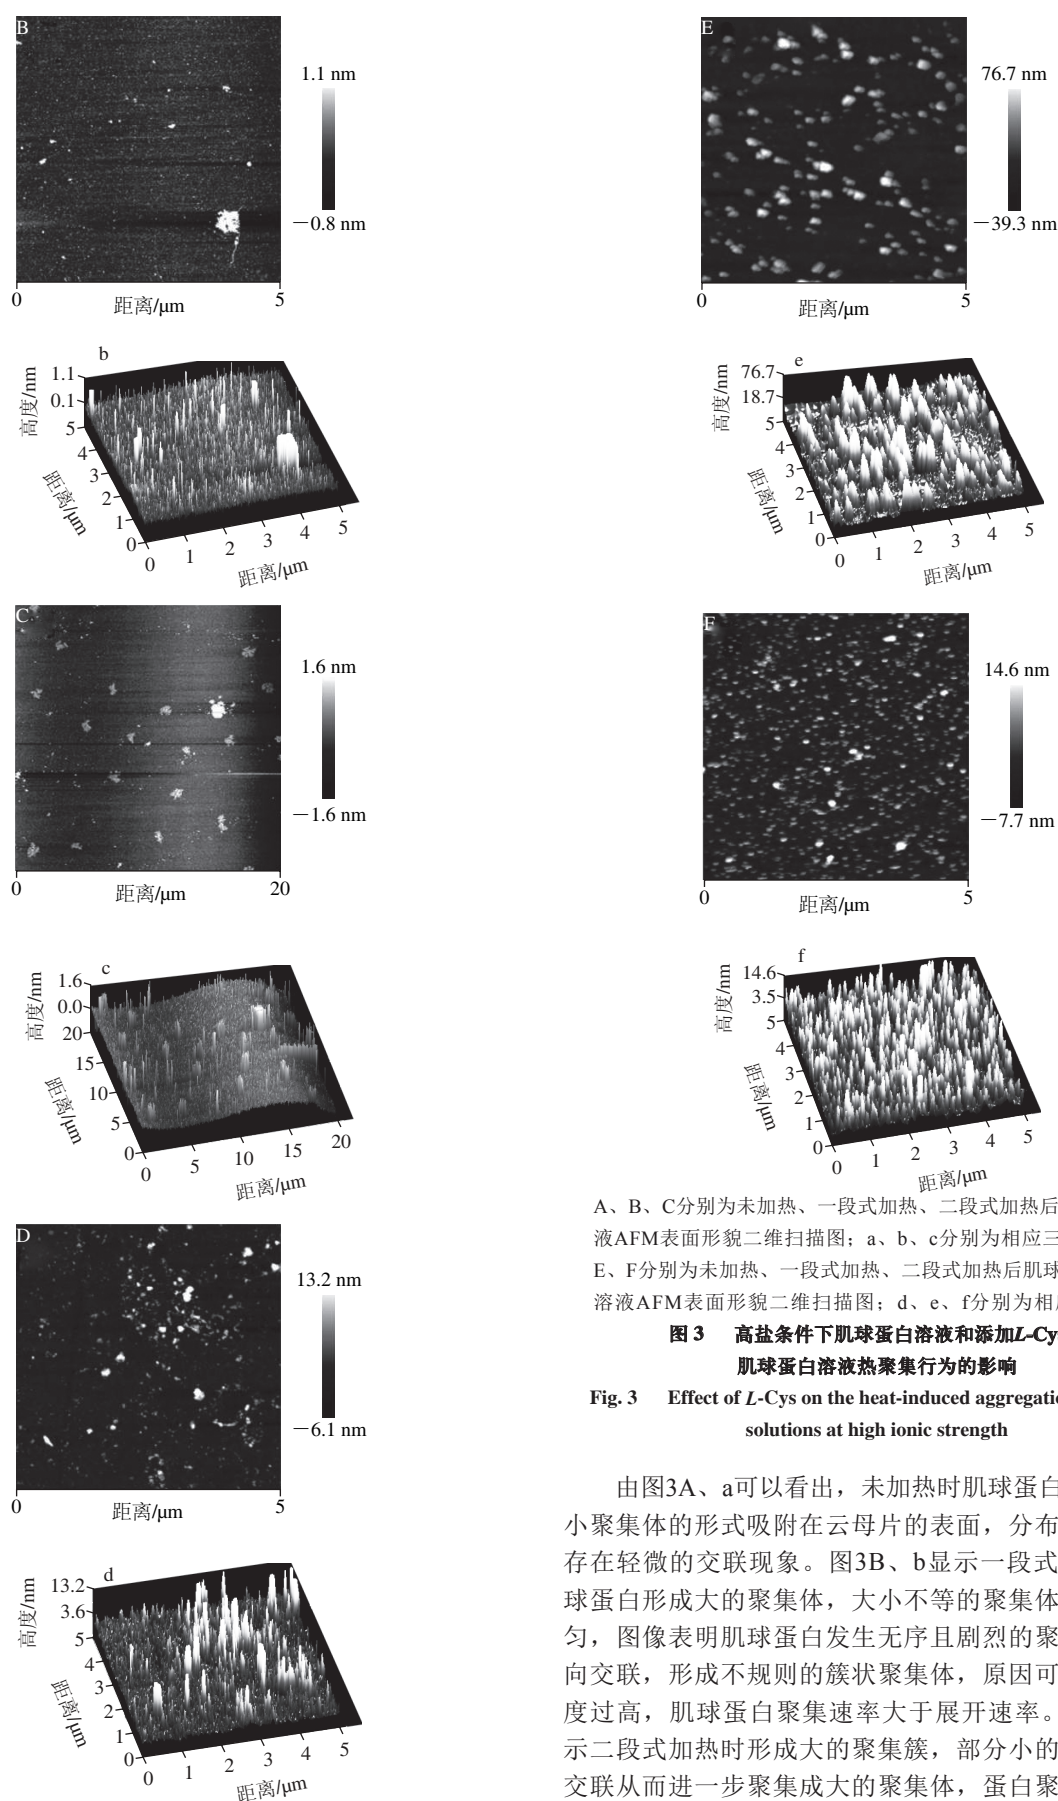 B
1.1 nm
－0.8 nm
0
5
距离/μm
b
1.1
0.1
高度/nm
5
4
3
2
1
0
距离/μm
0
1
2
3
4
5
距离/μm
C
1.6 nm
－1.6 nm
0
20
距离/μm
c
1.6
0.0
高度/nm
20
15
10
5
0
距离/μm
0
5
10
15
20
距离/μm
D
13.2 nm
－6.1 nm
0
5
距离/μm
d
13.2
3.6
高度/nm
5
4
3
2
1
0
距离/μm
0
1
2
3
4
5
距离/μm
E
76.7 nm
－39.3 nm
0
5
距离/μm
e
76.7
18.7
高度/nm
5
4
3
2
1
0
距离/μm
0
1
2
3
4
5
距离/μm
F
14.6 nm
－7.7 nm
0
5
距离/μm
f
14.6
3.5
高度/nm
5
4
3
2
1
0
距离/μm
0
1
2
3
4
5
距离/μm
A、B、C分别为未加热、一段式加热、二段式加热后
液AFM表面形貌二维扫描图；a、b、c分别为相应三
E、F分别为未加热、一段式加热、二段式加热后肌球
溶液AFM表面形貌二维扫描图；d、e、f分别为相
图 3 高盐条件下肌球蛋白溶液和添加L-Cy
肌球蛋白溶液热聚集行为的影响
Fig. 3 Effect of L-Cys on the heat-induced aggregatio
solutions at high ionic strength
由图3A、a可以看出，未加热时肌球蛋白
小聚集体的形式吸附在云母片的表面，分布
存在轻微的交联现象。图3B、b显示一段式
球蛋白形成大的聚集体，大小不等的聚集体
匀，图像表明肌球蛋白发生无序且剧烈的聚
向交联，形成不规则的簇状聚集体，原因可
度过高，肌球蛋白聚集速率大于展开速率。
示二段式加热时形成大的聚集簇，部分小的
交联从而进一步聚集成大的聚集体，蛋白聚